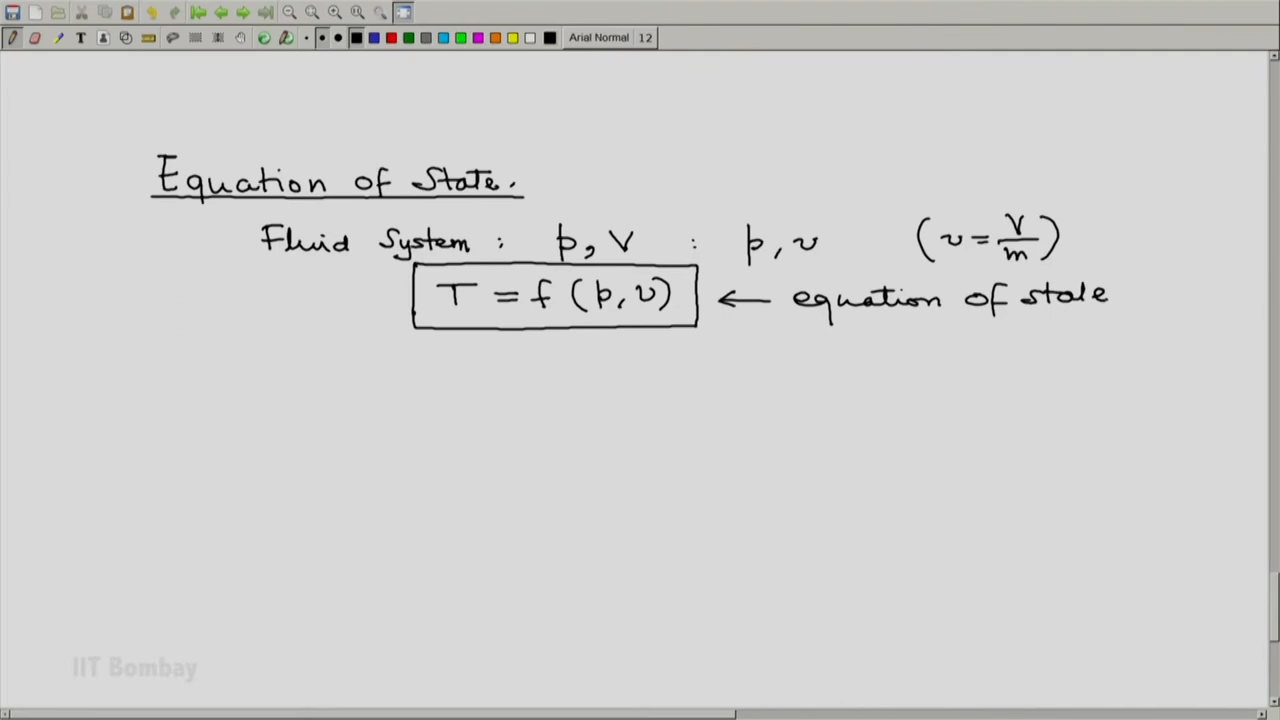 Arial Normal 12
Equation of State.
Fluid System : p, V : p, v (v = V/m)
T = f (p, v) ← equation of state
IIT Bombay